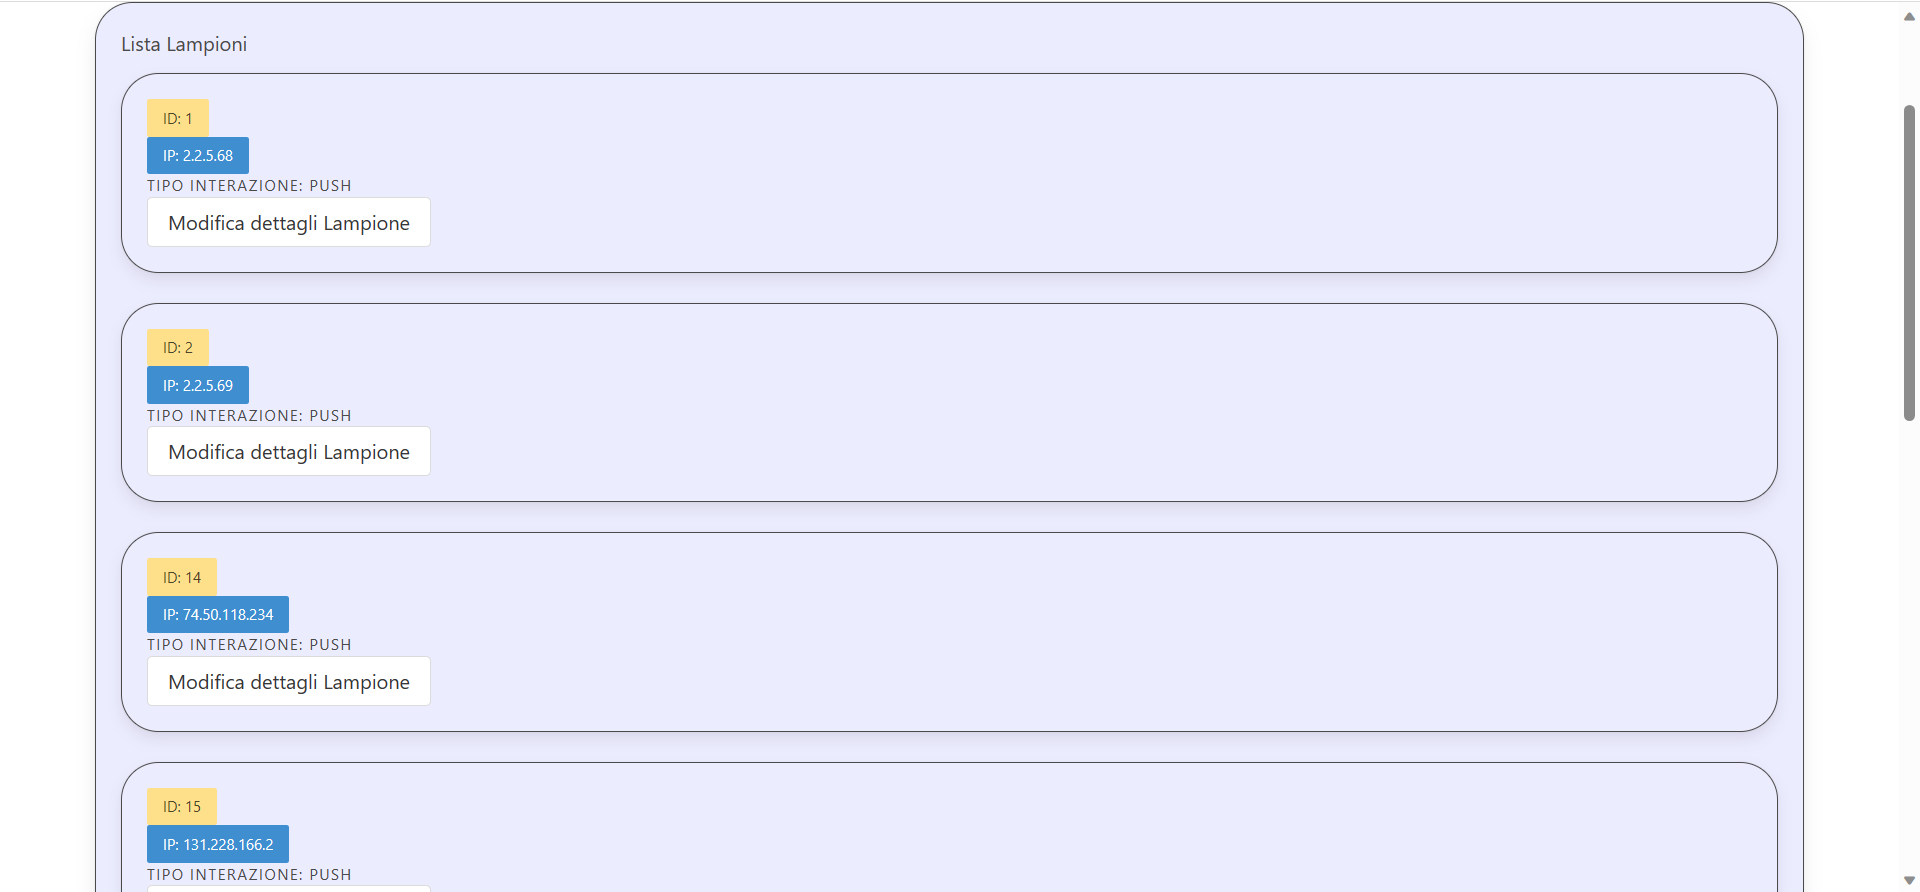 Lista Lampioni
ID: 1
IP: 2.2.5.68
TIPO INTERAZIONE: PUSH
Modifica dettagli Lampione
ID: 2
IP: 2.2.5.69
TIPO INTERAZIONE: PUSH
Modifica dettagli Lampione
ID: 14
IP: 74.50.118.234
TIPO INTERAZIONE: PUSH
Modifica dettagli Lampione
ID: 15
IP: 131.228.166.2
TIPO INTERAZIONE: PUSH